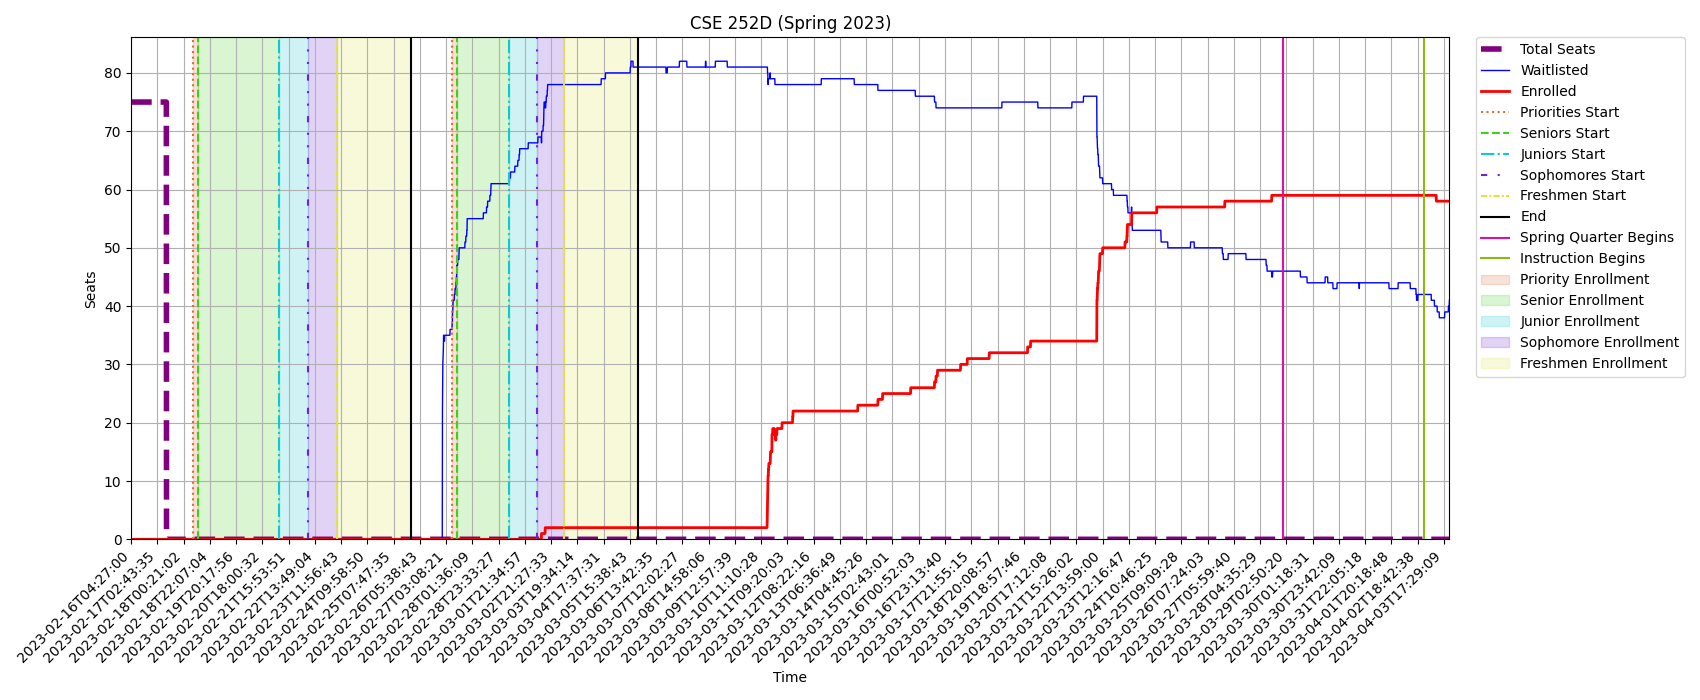 CSE 252D (Spring 2023)
Seats
80
70
60
50
40
30
20
10
0
2023-02-16T04:27:00
2023-02-17T02:43:35
2023-02-18T00:21:02
2023-02-18T22:07:04
2023-02-19T20:17:56
2023-02-20T18:00:32
2023-02-21T15:53:51
2023-02-22T13:49:04
2023-02-23T11:56:43
2023-02-24T09:58:50
2023-02-25T07:47:35
2023-02-26T05:38:43
2023-02-27T03:08:21
2023-02-28T01:36:09
2023-02-28T23:33:27
2023-03-01T21:34:57
2023-03-02T21:27:33
2023-03-03T19:34:14
2023-03-04T17:37:31
2023-03-05T15:38:43
2023-03-06T13:42:35
2023-03-07T12:02:27
2023-03-08T14:58:06
2023-03-09T12:57:39
2023-03-10T11:10:28
2023-03-11T09:20:03
2023-03-12T08:22:16
2023-03-13T06:36:49
2023-03-14T04:45:26
2023-03-15T02:43:01
2023-03-16T00:52:03
2023-03-16T23:13:40
2023-03-17T21:55:15
2023-03-18T20:08:57
2023-03-19T18:57:46
2023-03-20T17:12:08
2023-03-21T15:26:02
2023-03-22T13:59:00
2023-03-23T12:16:47
2023-03-24T10:46:25
2023-03-25T09:09:28
2023-03-26T07:24:03
2023-03-27T05:59:40
2023-03-28T04:35:29
2023-03-29T02:50:20
2023-03-30T01:18:31
2023-03-30T23:42:09
2023-03-31T22:05:18
2023-04-01T20:18:48
2023-04-02T18:42:38
2023-04-03T17:29:09
Time
Total Seats
Waitlisted
Enrolled
Priorities Start
Seniors Start
Juniors Start
Sophomores Start
Freshmen Start
End
Spring Quarter Begins
Instruction Begins
Priority Enrollment
Senior Enrollment
Junior Enrollment
Sophomore Enrollment
Freshmen Enrollment